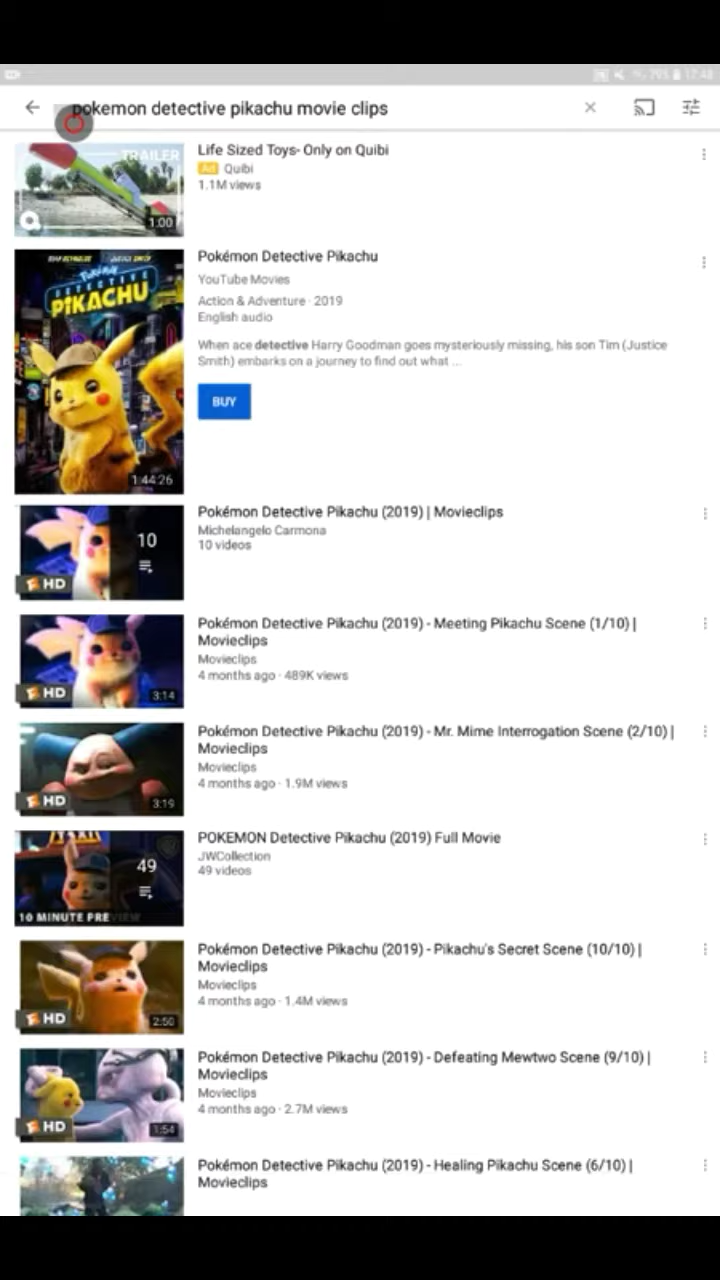 79% 17:48
pokemon detective pikachu movie clips
TRAILER
1:00
Life Sized Toys- Only on Quibi
Ad Quibi
1.1M views
POKÉMON
DETECTIVE
PIKACHU
1:44:26
Pokémon Detective Pikachu
YouTube Movies
Action & Adventure · 2019
English audio
When ace detective Harry Goodman goes mysteriously missing, his son Tim (Justice
Smith) embarks on a journey to find out what ...
BUY
10
HD
Pokémon Detective Pikachu (2019) | Movieclips
Michelangelo Carmona
10 videos
HD
3:14
Pokémon Detective Pikachu (2019) - Meeting Pikachu Scene (1/10) |
Movieclips
Movieclips
4 months ago · 489K views
HD
3:19
Pokémon Detective Pikachu (2019) - Mr. Mime Interrogation Scene (2/10) |
Movieclips
Movieclips
4 months ago · 1.9M views
49
10 MINUTE PREVIEW
POKEMON Detective Pikachu (2019) Full Movie
JWCollection
49 videos
HD
2:50
Pokémon Detective Pikachu (2019) - Pikachu's Secret Scene (10/10) |
Movieclips
Movieclips
4 months ago · 1.4M views
HD
1:54
Pokémon Detective Pikachu (2019) - Defeating Mewtwo Scene (9/10) |
Movieclips
Movieclips
4 months ago · 2.7M views
Pokémon Detective Pikachu (2019) - Healing Pikachu Scene (6/10) |
Movieclips